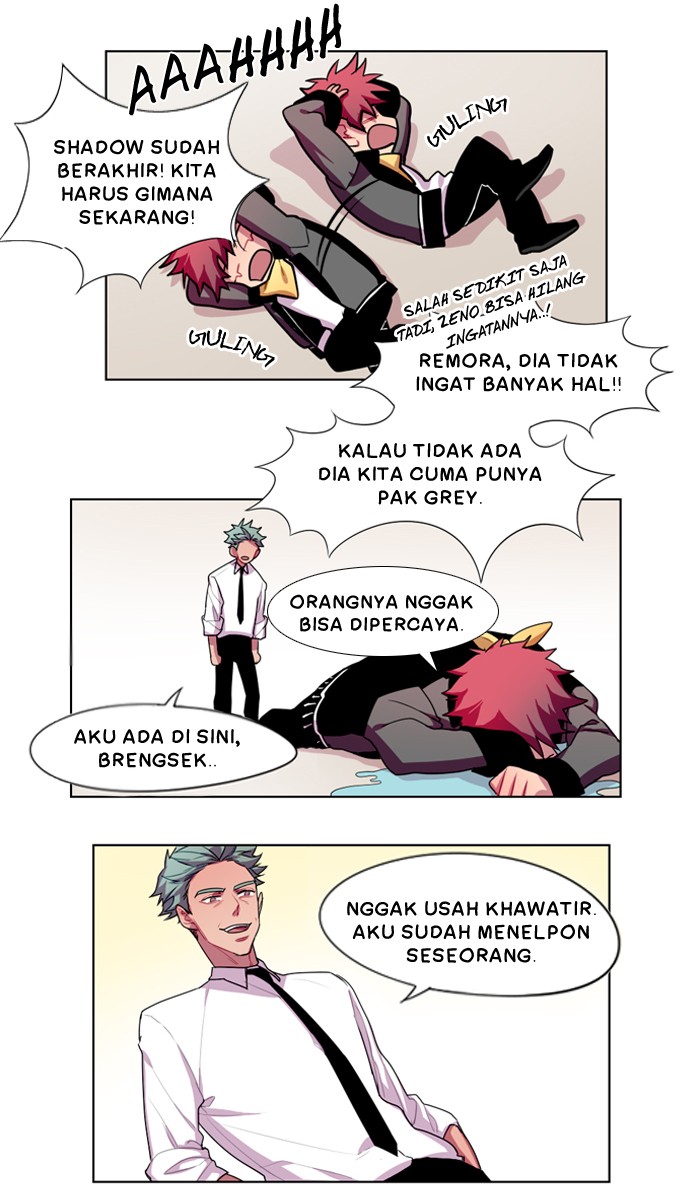 AAAHHHH
SHADOW SUDAH
BERAKHIR! KITA
HARUS GIMANA
SEKARANG!
GULING
GULING
SALAH SEDIKIT SAJA
TADI, ZENO BISA HILANG
INGATANNYA..!
REMORA, DIA TIDAK
INGAT BANYAK HAL!!
KALAU TIDAK ADA
DIA KITA CUMA PUNYA
PAK GREY.
ORANGNYA NGGAK
BISA DIPERCAYA.
AKU ADA DI SINI,
BRENGSEK..
NGGAK USAH KHAWATIR.
AKU SUDAH MENELPON
SESEORANG.